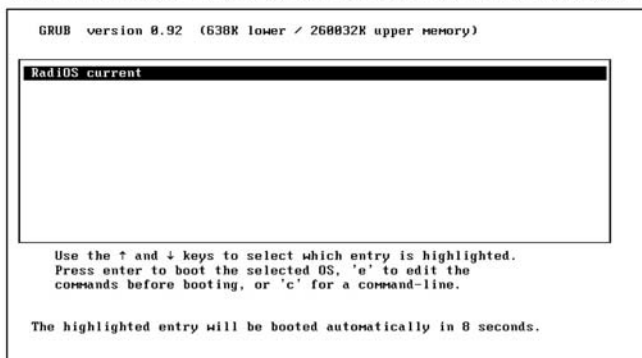 GRUB version 0.92 (638K lower / 260032K upper memory)
RadiOS current
Use the ↑ and ↓ keys to select which entry is highlighted.
Press enter to boot the selected OS, 'e' to edit the
commands before booting, or 'c' for a command-line.
The highlighted entry will be booted automatically in 8 seconds.